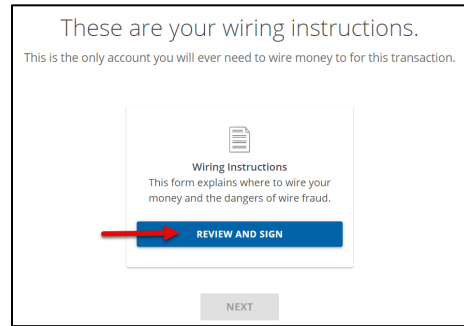 These are your wiring instructions.
This is the only account you will ever need to wire money to for this transaction.
Wiring Instructions
This form explains where to wire your
money and the dangers of wire fraud.
REVIEW AND SIGN
NEXT